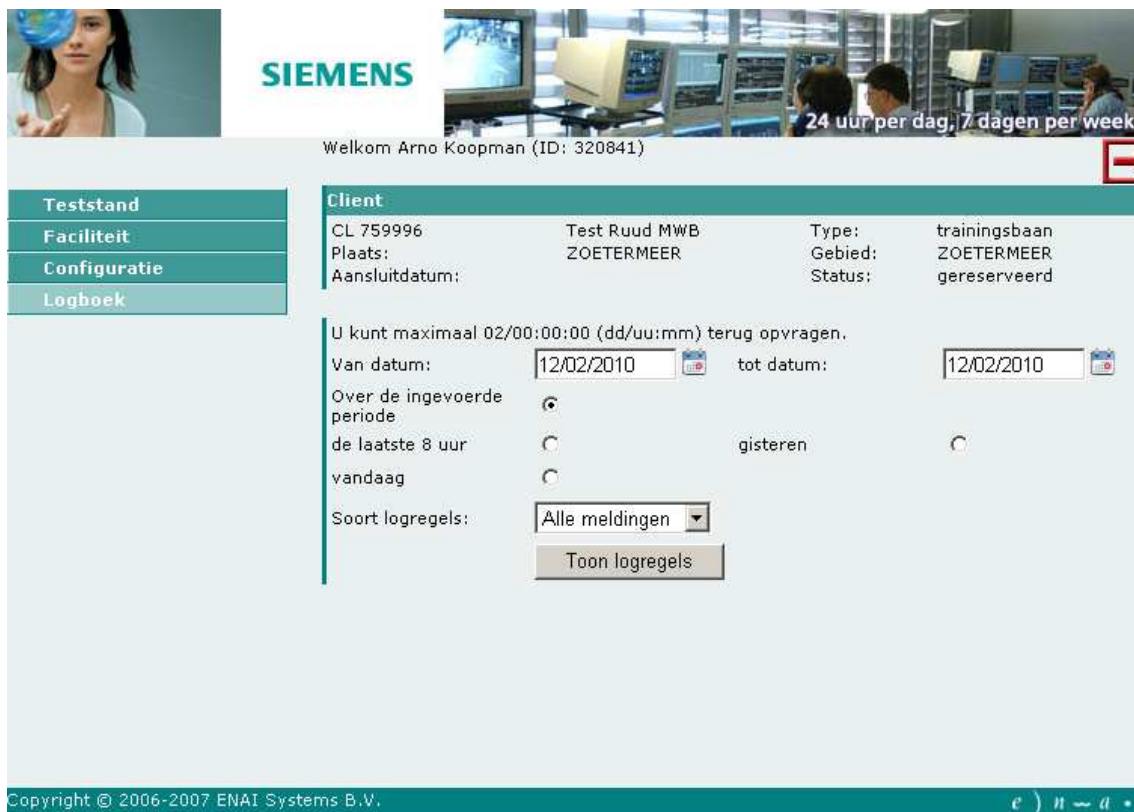 SIEMENS
24 uur per dag, 7 dagen per week
Welkom Arno Koopman (ID: 320841)
Teststand
Faciliteit
Configuratie
Logboek
Client
CL 759996 Test Ruud MWB Type: trainingsbaan
Plaats: ZOETERMEER Gebied: ZOETERMEER
Aansluitdatum: Status: gereserveerd
U kunt maximaal 02/00:00:00 (dd/uu:mm) terug opvragen.
Van datum: 12/02/2010 tot datum: 12/02/2010
Over de ingevoerde
periode
de laatste 8 uur gisteren
vandaag
Soort logregels: Alle meldingen
Toon logregels
Copyright © 2006-2007 ENAI Systems B.V.
e ) n ~ a